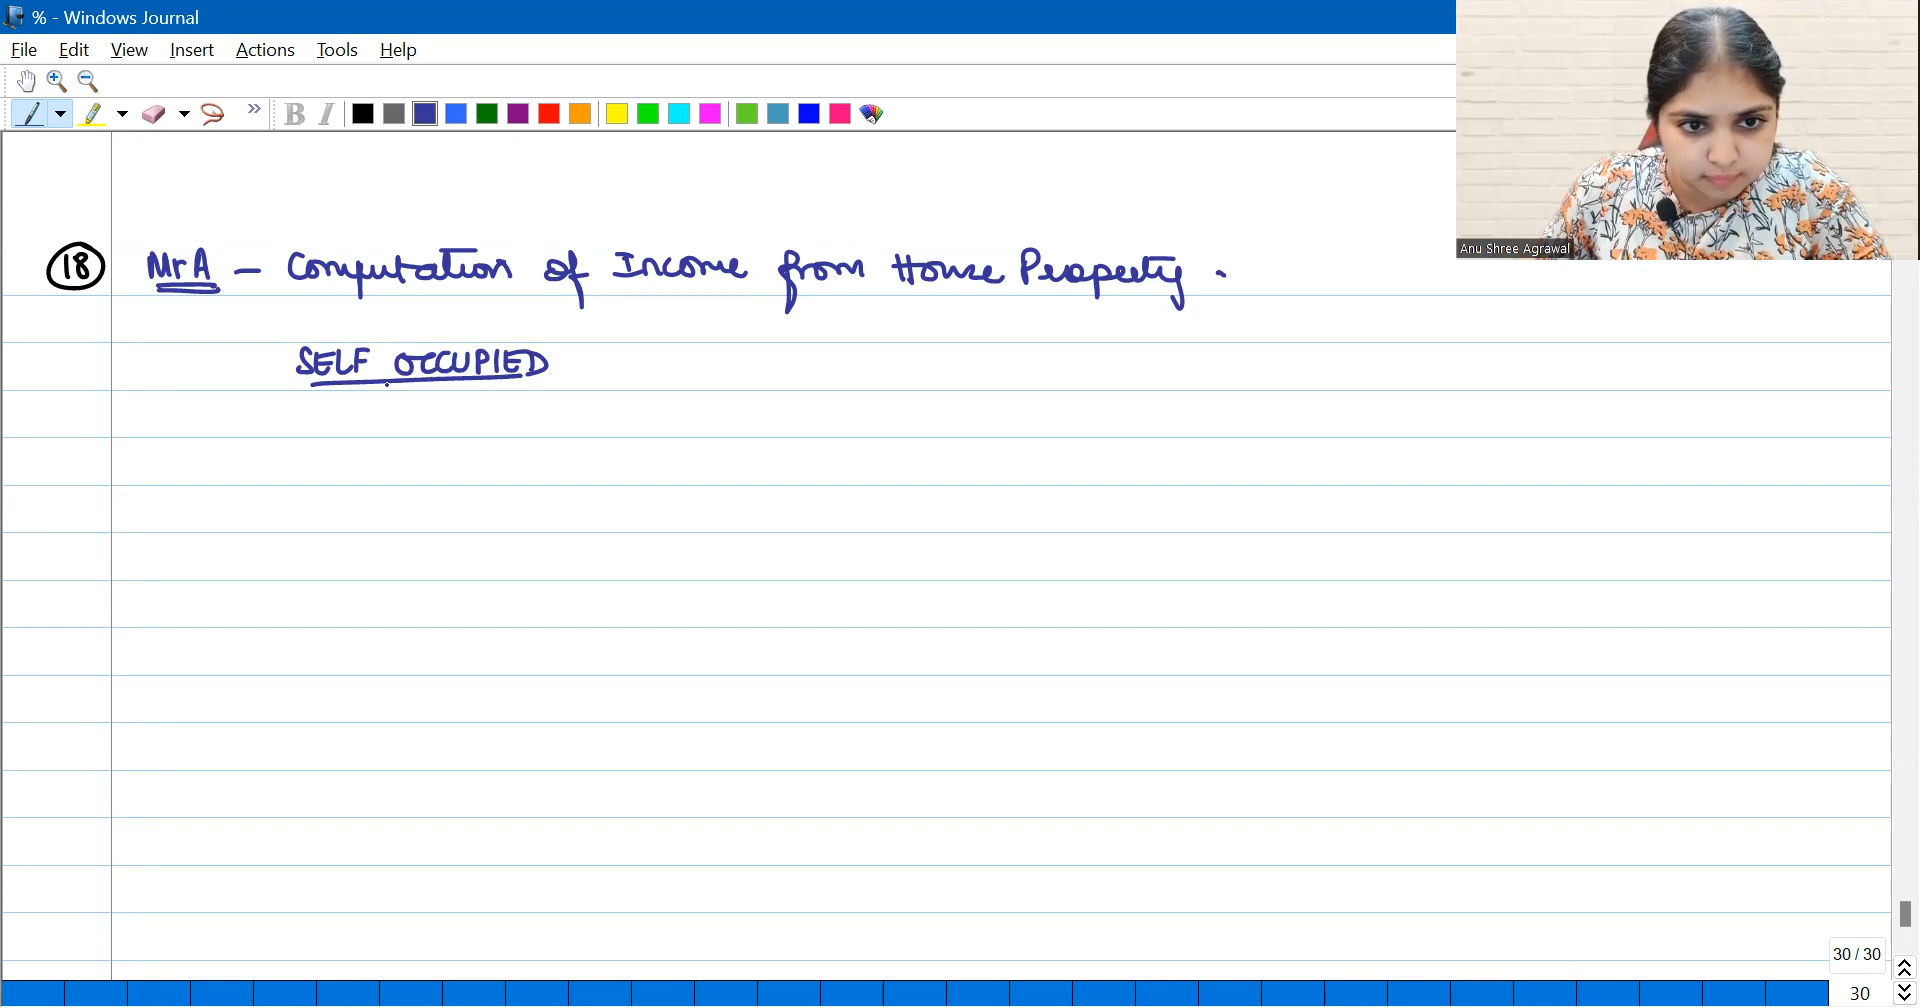 % - Windows Journal
File Edit View Insert Actions Tools Help
B I
Anu Shree Agrawal
18 Mr A - Computation of Income from House Property.
SELF OCCUPIED
30 / 30
30